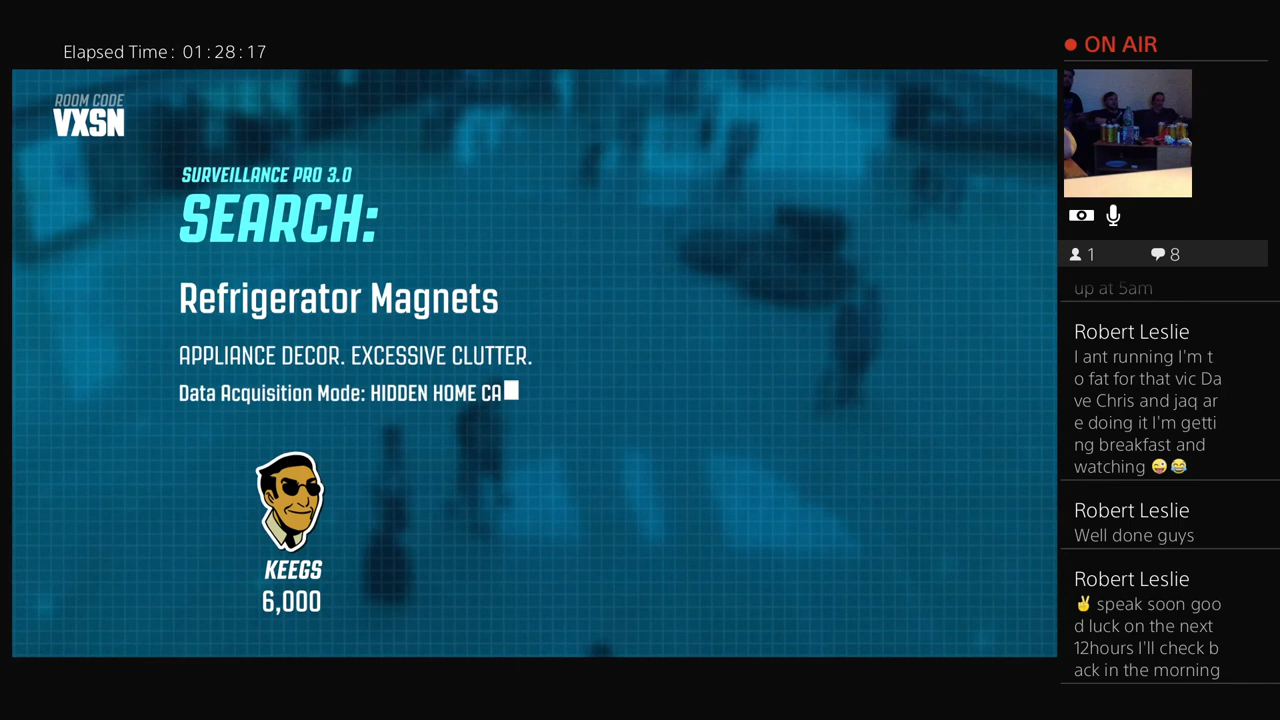 Elapsed Time: 01:28:17
ROOM CODE
VXSN
SURVEILLANCE PRO 3.0
SEARCH:
Refrigerator Magnets
APPLIANCE DECOR. EXCESSIVE CLUTTER.
Data Acquisition Mode: HIDDEN HOME CA
KEEGS
6,000
ON AIR
1
8
up at 5am
Robert Leslie
I ant running I'm t
o fat for that vic Da
ve Chris and jaq ar
e doing it I'm getti
ng breakfast and
watching 😜😂
Robert Leslie
Well done guys
Robert Leslie
✌ speak soon goo
d luck on the next
12hours I'll check b
ack in the morning